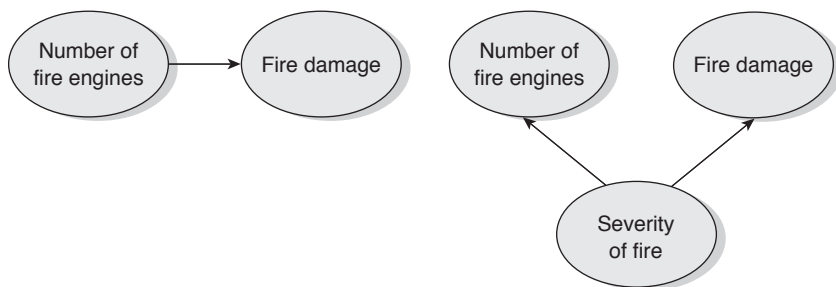 Number of
fire engines
Fire damage
Number of
fire engines
Fire damage
Severity
of fire